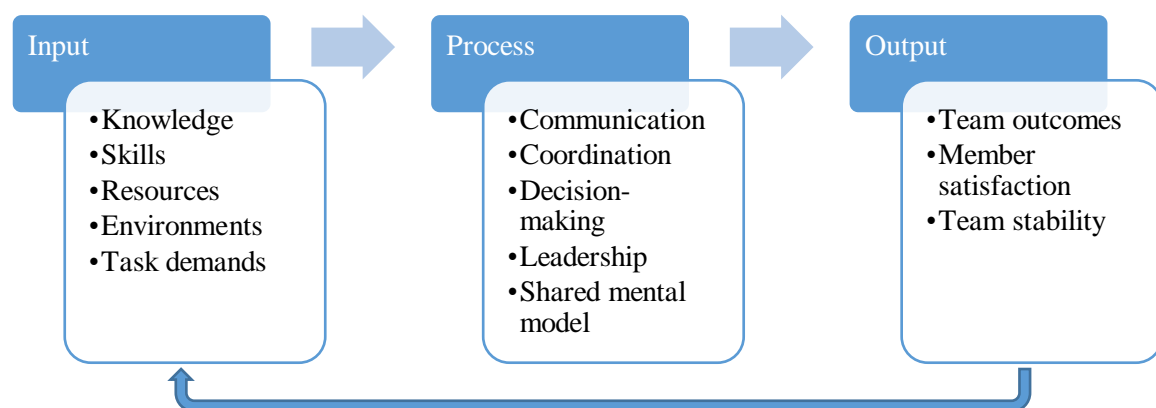 Input
•Knowledge
•Skills
•Resources
•Environments
•Task demands
Process
•Communication
•Coordination
•Decision-
making
•Leadership
•Shared mental
model
Output
•Team outcomes
•Member
satisfaction
•Team stability